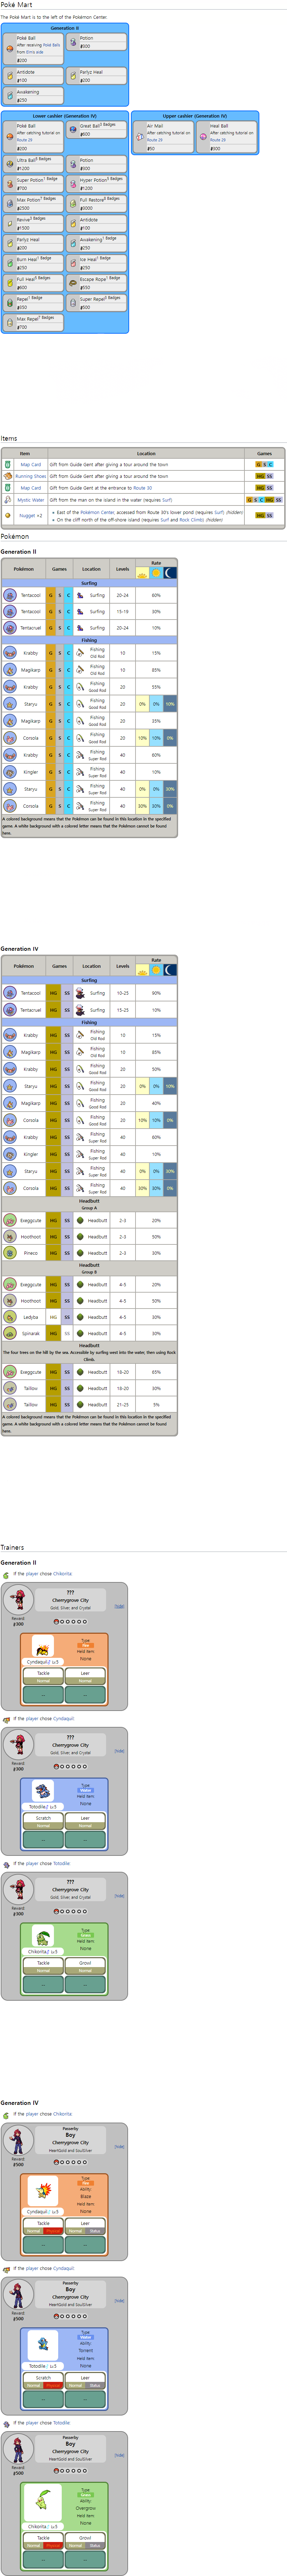 Poké Mart
The Poké Mart is to the left of the Pokémon Center.
Generation II
Poké Ball
After receiving Poké Balls
from Elm's aide
₽200
Potion
₽300
Antidote
₽100
Parlyz Heal
₽200
Awakening
₽250
Lower cashier (Generation IV)
Poké Ball
After catching tutorial on
Route 29
₽200
Great Ball
₽600
Ultra Ball
₽1200
Potion
₽300
Super Potion 1 Badge
₽700
Hyper Potion 5 Badges
₽1200
Max Potion 7 Badges
₽2500
Full Restore 8 Badges
₽3000
Revive 3 Badges
₽1500
Antidote
₽100
Parlyz Heal
₽200
Awakening 1 Badge
₽250
Burn Heal 1 Badge
₽250
Ice Heal 1 Badge
₽250
Full Heal
₽600
Escape Rope 1 Badge
₽550
Repel 1 Badge
₽350
Super Repel 3 Badges
₽500
Max Repel 5 Badges
₽700
Upper cashier (Generation IV)
Air Mail
After catching tutorial on
Route 29
₽50
Heal Ball
After catching tutorial on
Route 29
₽300
Items
Item Location Games
Map Card Gift from Guide Gent after giving a tour around the town G S C
Running Shoes Gift from Guide Gent after giving a tour around the town HG SS
Map Card Gift from Guide Gent at the entrance to Route 30 HG SS
Mystic Water Gift from the man on the island in the water (requires Surf) G S C HG SS
Nugget ×2
• East of the Pokémon Center, accessed from Route 30's lower pond (requires Surf) (hidden)
• On the cliff north of the off-shore island (requires Surf and Rock Climb) (hidden)
HG SS
Pokémon
Generation II
Pokémon Games Location Levels Rate
Surfing
Tentacool G S C Surfing 20-24 60%
Tentacool G S C Surfing 15-19 30%
Tentacruel G S C Surfing 20-24 10%
Fishing
Krabby G S C Fishing Old Rod 10 15%
Magikarp G S C Fishing Old Rod 10 85%
Krabby G S C Fishing Good Rod 20 55%
Staryu G S C Fishing Good Rod 20 0% 0% 10%
Magikarp G S C Fishing Good Rod 20 35%
Corsola G S C Fishing Good Rod 20 10% 10% 0%
Krabby G S C Fishing Super Rod 40 60%
Kingler G S C Fishing Super Rod 40 10%
Staryu G S C Fishing Super Rod 40 0% 0% 30%
Corsola G S C Fishing Super Rod 40 30% 30% 0%
A colored background means that the Pokémon can be found in this location in the specified
game. A white background with a colored letter means that the Pokémon cannot be found
here.
Generation IV
Pokémon Games Location Levels Rate
Surfing
Tentacool HG SS Surfing 10-25 90%
Tentacruel HG SS Surfing 15-25 10%
Fishing
Krabby HG SS Fishing Old Rod 10 15%
Magikarp HG SS Fishing Old Rod 10 85%
Krabby HG SS Fishing Good Rod 20 50%
Staryu HG SS Fishing Good Rod 20 0% 0% 10%
Magikarp HG SS Fishing Good Rod 20 40%
Corsola HG SS Fishing Good Rod 20 10% 10% 0%
Krabby HG SS Fishing Super Rod 40 60%
Kingler HG SS Fishing Super Rod 40 10%
Staryu HG SS Fishing Super Rod 40 0% 0% 30%
Corsola HG SS Fishing Super Rod 40 30% 30% 0%
Headbutt
Group A
Exeggcute HG SS Headbutt 2-3 20%
Hoothoot HG SS Headbutt 2-3 50%
Pineco HG SS Headbutt 2-3 30%
Headbutt
Group B
Exeggcute HG SS Headbutt 4-5 20%
Hoothoot HG SS Headbutt 4-5 50%
Ledyba HG SS Headbutt 4-5 30%
Spinarak HG SS Headbutt 4-5 30%
Headbutt
The four trees on the hill by the sea. Accessible by surfing west into the water, then using Rock
Climb.
Exeggcute HG SS Headbutt 16-20 65%
Taillow HG SS Headbutt 16-20 30%
Taillow HG SS Headbutt 21-25 5%
A colored background means that the Pokémon can be found in this location in the specified
game. A white background with a colored letter means that the Pokémon cannot be found
here.
Trainers
Generation II
If the player chose Chikorita:
???
Cherrygrove City
Gold, Silver, and Crystal
[hide]
Reward:
₽300
Type:
Fire
Held item:
None
Cyndaquil♂ Lv.5
Tackle Leer
Normal Normal
— —
If the player chose Cyndaquil:
???
Cherrygrove City
Gold, Silver, and Crystal
[hide]
Reward:
₽300
Type:
Water
Held item:
None
Totodile♂ Lv.5
Scratch Leer
Normal Normal
— —
If the player chose Totodile:
???
Cherrygrove City
Gold, Silver, and Crystal
[hide]
Reward:
₽300
Type:
Grass
Held item:
None
Chikorita♂ Lv.5
Tackle Growl
Normal Normal
— —
Generation IV
If the player chose Chikorita:
Passerby
Boy
Cherrygrove City
HeartGold and SoulSilver
[hide]
Reward:
₽500
Type:
Fire
Ability:
Blaze
Held item:
None
Cyndaquil♂ Lv.5
Tackle Leer
Normal Physical Normal Status
— —
If the player chose Cyndaquil:
Passerby
Boy
Cherrygrove City
HeartGold and SoulSilver
[hide]
Reward:
₽500
Type:
Water
Ability:
Torrent
Held item:
None
Totodile♂ Lv.5
Scratch Leer
Normal Physical Normal Status
— —
If the player chose Totodile:
Passerby
Boy
Cherrygrove City
HeartGold and SoulSilver
[hide]
Reward:
₽500
Type:
Grass
Ability:
Overgrow
Held item:
None
Chikorita♂ Lv.5
Tackle Growl
Normal Physical Normal Status
— —